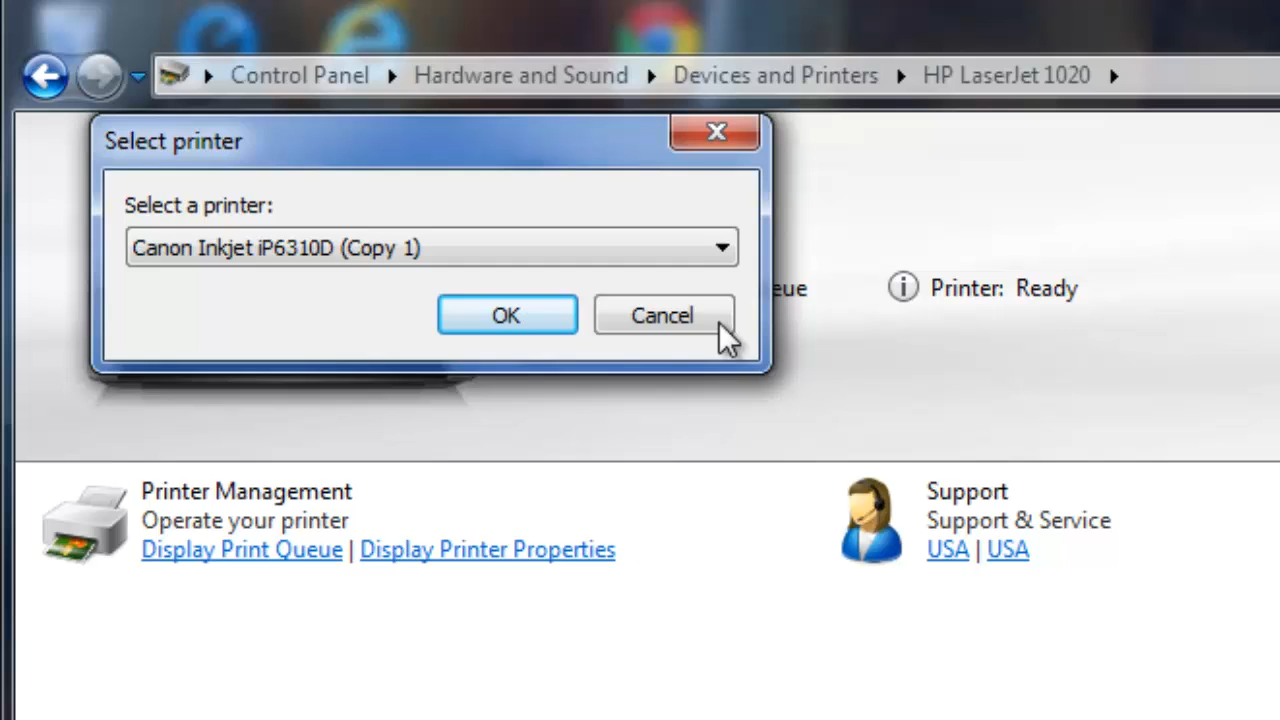 Control Panel Hardware and Sound Devices and Printers HP LaserJet 1020
Select printer
Select a printer:
Canon Inkjet iP6310D (Copy 1)
OK Cancel
eue Printer: Ready
Printer Management
Operate your printer
Display Print Queue | Display Printer Properties
Support
Support & Service
USA | USA